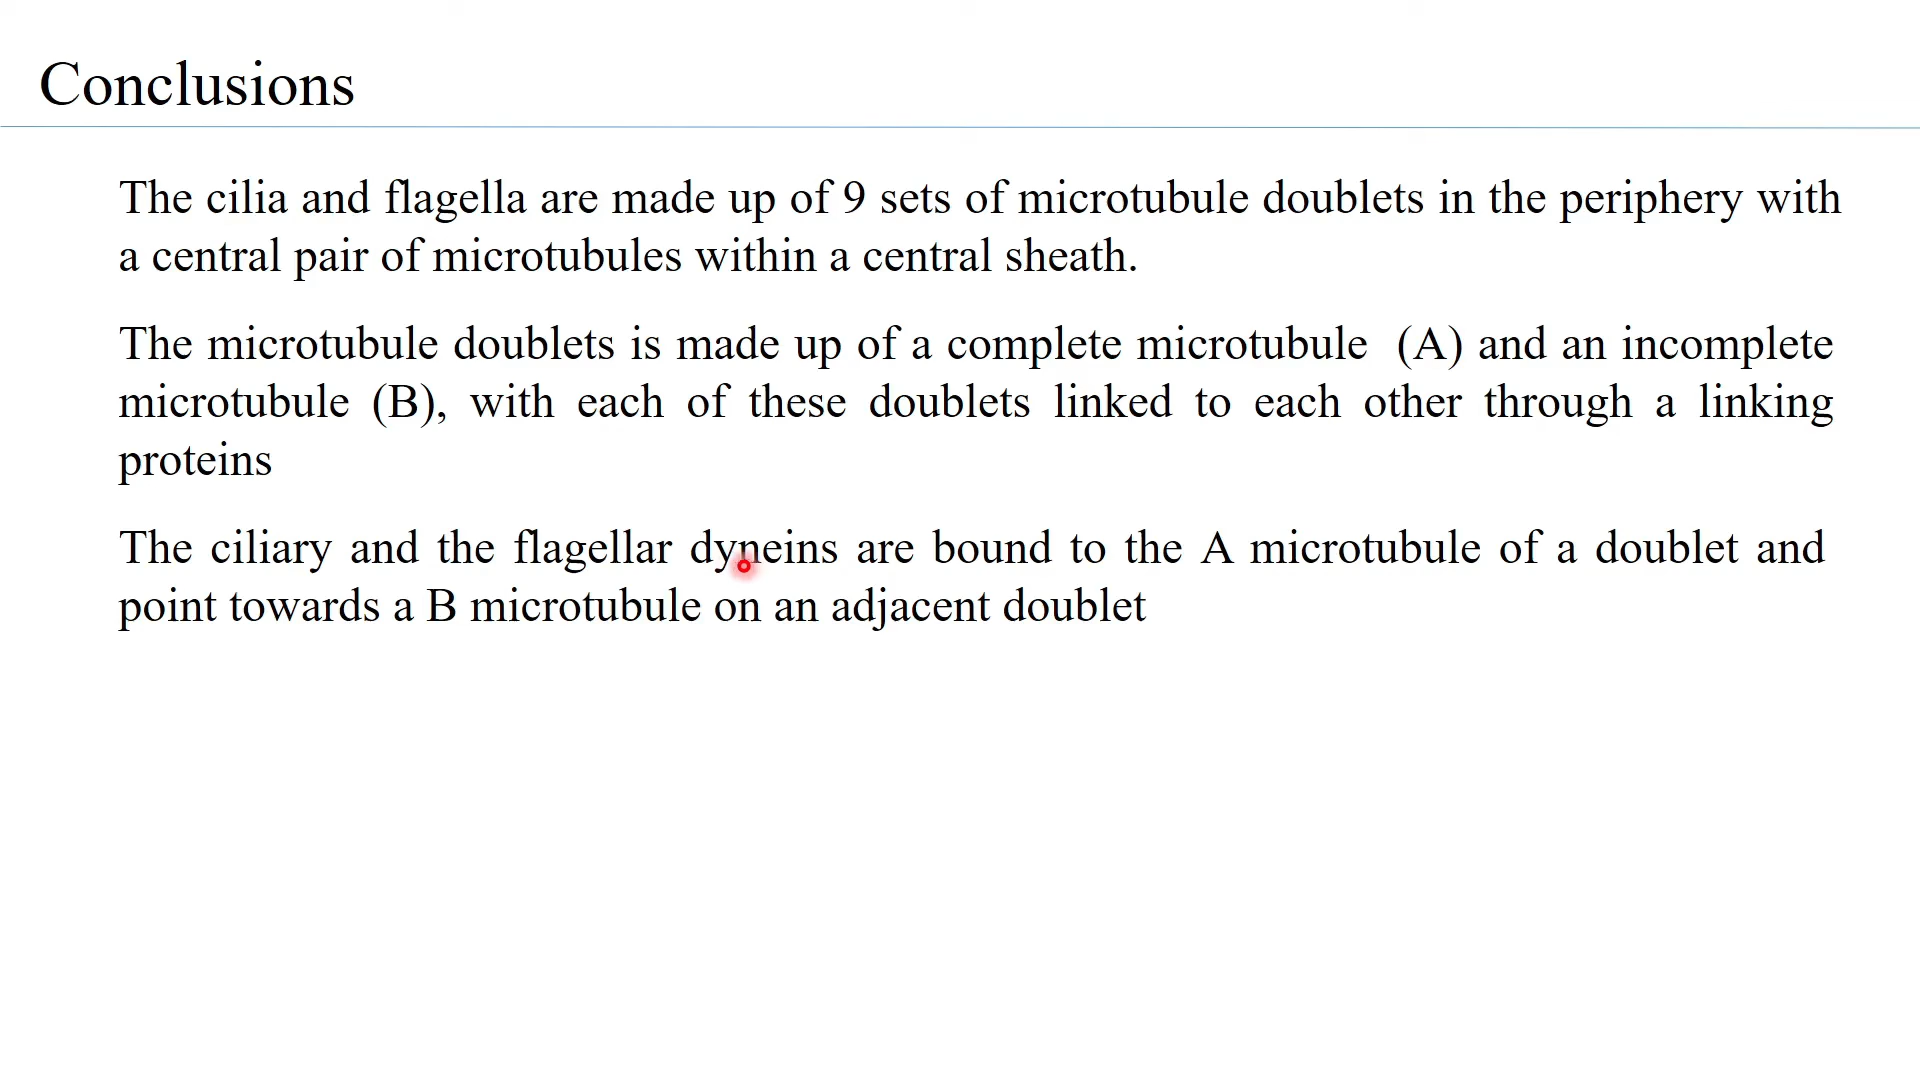 Conclusions
The cilia and flagella are made up of 9 sets of microtubule doublets in the periphery with
a central pair of microtubules within a central sheath.
The microtubule doublets is made up of a complete microtubule (A) and an incomplete
microtubule (B), with each of these doublets linked to each other through a linking
proteins
The ciliary and the flagellar dyneins are bound to the A microtubule of a doublet and
point towards a B microtubule on an adjacent doublet